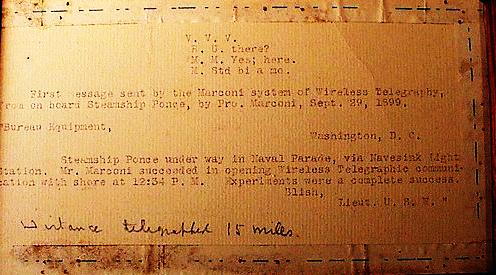 V. V. V.
R. U. there?
M. M. Yes; here.
M. Std bi a mo.
First message sent by the Marconi system of Wireless Telegraphy,
from on board Steamship Ponce, by Pro. Marconi, Sept. 29, 1899.
"Bureau Equipment,
Washington, D. C.
Steamship Ponce under way in Naval Parade, via Navesink Light
Station. Mr. Marconi succeeded in opening Wireless Telegraphic communi-
cation with shore at 12:34 P. M. Experiments were a complete success.
Blish,
Lieut. U. S. N. "
Distance telegraphed 15 miles.